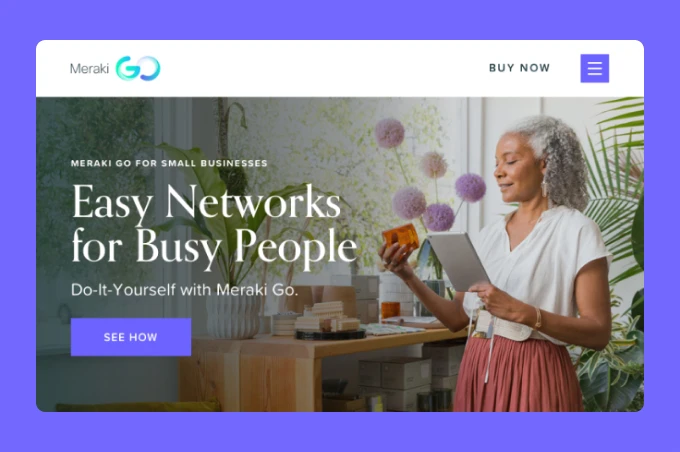 Meraki GO
BUY NOW
MERAKI GO FOR SMALL BUSINESSES
Easy Networks
for Busy People
Do-It-Yourself with Meraki Go.
SEE HOW